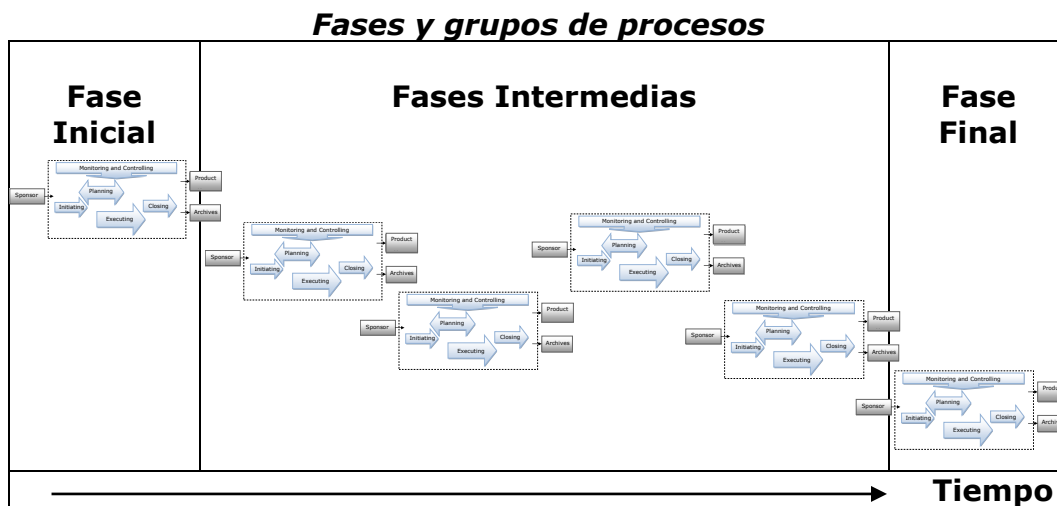 Fases y grupos de procesos
Fase
Inicial
Fases Intermedias
Fase
Final
Monitoring and Controlling
Sponsor
Planning
Initiating
Executing
Closing
Product
Archives
Monitoring and Controlling
Sponsor
Planning
Initiating
Executing
Closing
Product
Archives
Monitoring and Controlling
Sponsor
Planning
Initiating
Executing
Closing
Product
Archives
Monitoring and Controlling
Sponsor
Planning
Initiating
Executing
Closing
Product
Archives
Monitoring and Controlling
Sponsor
Planning
Initiating
Executing
Closing
Product
Archives
Monitoring and Controlling
Sponsor
Planning
Initiating
Executing
Closing
Produc
Archives
Tiempo